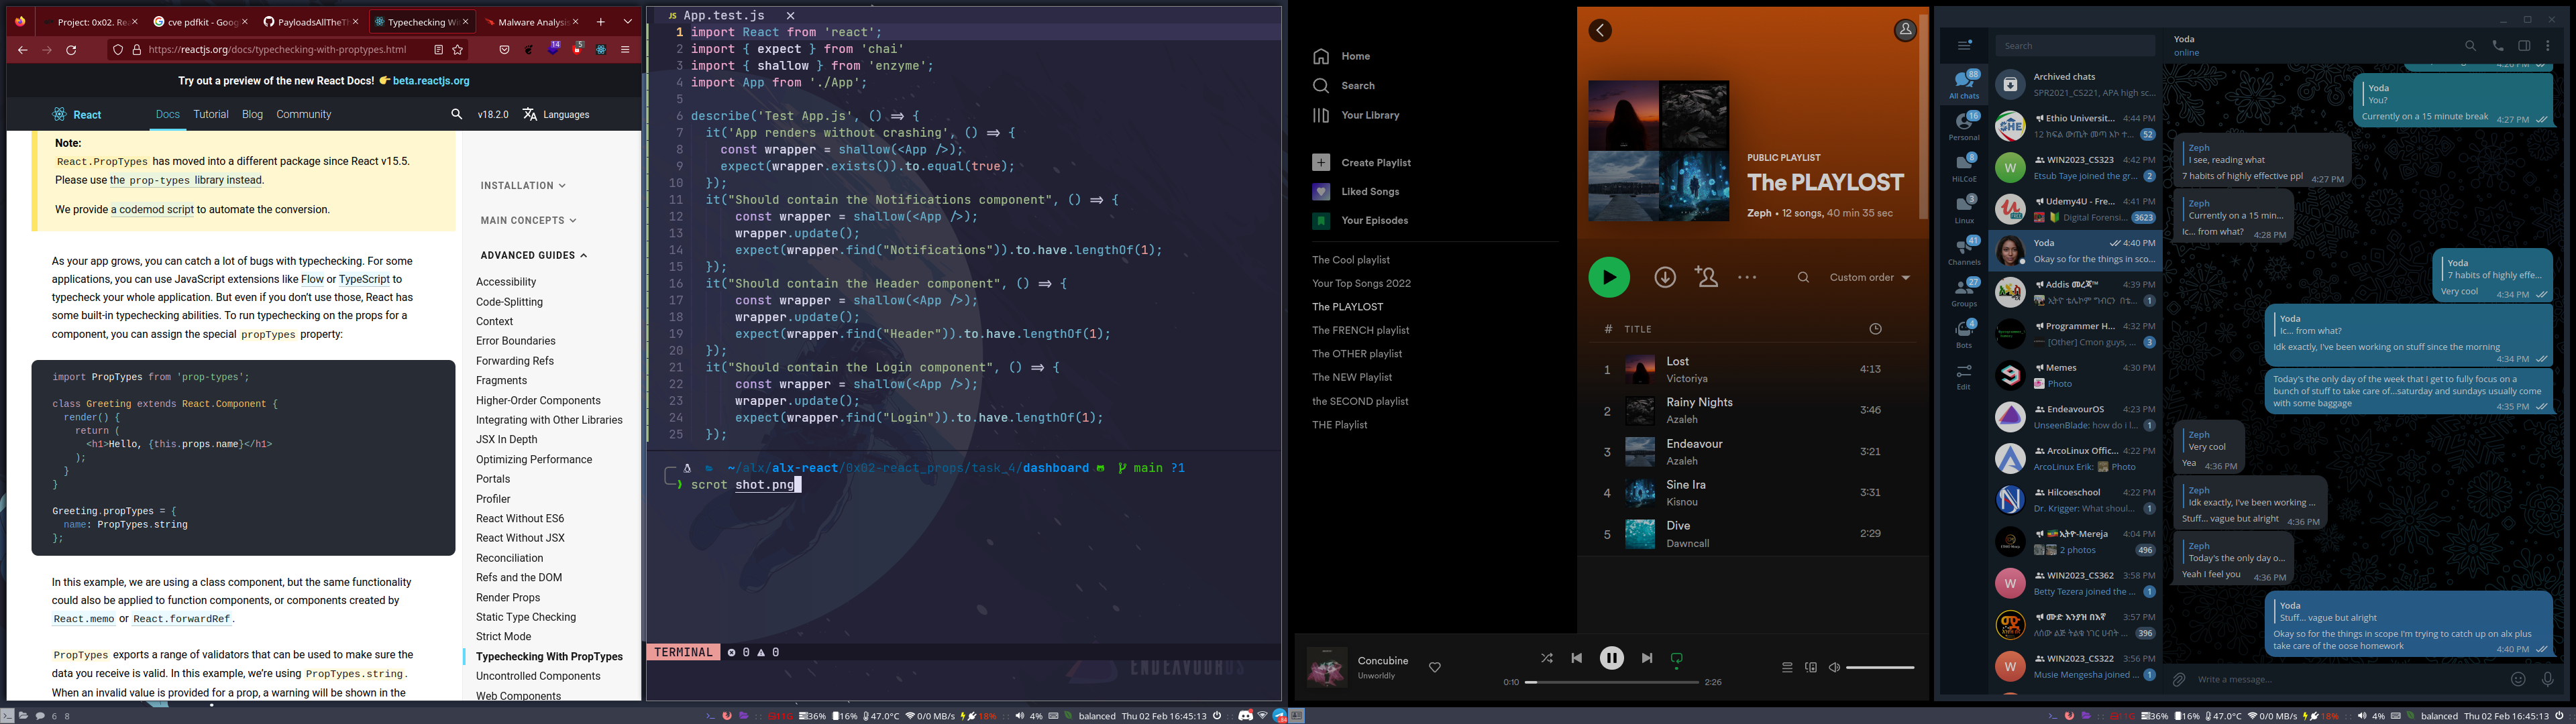 Project: 0x02. Re
cve pdfkit - Goog
PayloadsAllTheTh
Typechecking Wi
Malware Analysis
https://reactjs.org/docs/typechecking-with-proptypes.html
14
5
Try out a preview of the new React Docs! 👉 beta.reactjs.org
React
Docs
Tutorial
Blog
Community
v18.2.0
Languages
Note:
React.PropTypes has moved into a different package since React v15.5.
Please use the prop-types library instead.
We provide a codemod script to automate the conversion.
As your app grows, you can catch a lot of bugs with typechecking. For some
applications, you can use JavaScript extensions like Flow or TypeScript to
typecheck your whole application. But even if you don't use those, React has
some built-in typechecking abilities. To run typechecking on the props for a
component, you can assign the special propTypes property:
import PropTypes from 'prop-types';
class Greeting extends React.Component {
render() {
return (
<h1>Hello, {this.props.name}</h1>
);
}
}
Greeting.propTypes = {
name: PropTypes.string
};
In this example, we are using a class component, but the same functionality
could also be applied to function components, or components created by
React.memo or React.forwardRef.
PropTypes exports a range of validators that can be used to make sure the
data you receive is valid. In this example, we're using PropTypes.string.
When an invalid value is provided for a prop, a warning will be shown in the
INSTALLATION
MAIN CONCEPTS
ADVANCED GUIDES
Accessibility
Code-Splitting
Context
Error Boundaries
Forwarding Refs
Fragments
Higher-Order Components
Integrating with Other Libraries
JSX In Depth
Optimizing Performance
Portals
Profiler
React Without ES6
React Without JSX
Reconciliation
Refs and the DOM
Render Props
Static Type Checking
Strict Mode
Typechecking With PropTypes
Uncontrolled Components
Web Components
JS App.test.js
1 import React from 'react';
2 import { expect } from 'chai'
3 import { shallow } from 'enzyme';
4 import App from './App';
5
6 describe('Test App.js', () => {
7 it('App renders without crashing', () => {
8 const wrapper = shallow(<App />);
9 expect(wrapper.exists()).to.equal(true);
10 });
11 it("Should contain the Notifications component", () => {
12 const wrapper = shallow(<App />);
13 wrapper.update();
14 expect(wrapper.find("Notifications")).to.have.lengthOf(1);
15 });
16 it("Should contain the Header component", () => {
17 const wrapper = shallow(<App />);
18 wrapper.update();
19 expect(wrapper.find("Header")).to.have.lengthOf(1);
20 });
21 it("Should contain the Login component", () => {
22 const wrapper = shallow(<App />);
23 wrapper.update();
24 expect(wrapper.find("Login")).to.have.lengthOf(1);
25 });
~/alx/alx-react/0x02-react_props/task_4/dashboard main ?1
scrot shot.png
TERMINAL 0 0
ENDEAVOUROS
Home
Search
Your Library
Create Playlist
Liked Songs
Your Episodes
The Cool playlist
Your Top Songs 2022
The PLAYLOST
The FRENCH playlist
The OTHER playlist
The NEW Playlist
the SECOND playlist
THE Playlist
PUBLIC PLAYLIST
The PLAYLOST
Zeph • 12 songs, 40 min 35 sec
Custom order
# TITLE
1 Lost 4:13
Victoriya
2 Rainy Nights 3:46
Azaleh
3 Endeavour 3:21
Azaleh
4 Sine Ira 3:31
Kisnou
5 Dive 2:29
Dawncall
Concubine
Unworldly
0:10
2:26
Search
88
All chats
16
Personal
8
HiLCoE
3
Linux
41
Channels
27
Groups
4
Bots
Edit
Archived chats
SPR2021_CS221, APA high sc...
Ethio Universit... 4:44 PM
52
WIN2023_CS323 4:42 PM
Etsub Taye joined the gr... 2
Udemy4U - Fre... 4:41 PM
Digital Forensi... 3623
Yoda 4:40 PM
Okay so for the things in sco...
Addis መረጃ™ 4:39 PM
1
Programmer H... 4:32 PM
[Other] Cmon guys, ... 3
Memes 4:30 PM
Photo
EndeavourOS 4:23 PM
UnseenBlade: how do i l... 1
ArcoLinux Offic... 4:22 PM
ArcoLinux Erik: Photo
Hilcoeschool 4:22 PM
Dr. Krigger: What shoul... 1
አትዮ-Mereja 4:04 PM
2 photos 496
WIN2023_CS362 3:58 PM
Betty Tezera joined the ... 1
3:57 PM
396
WIN2023_CS322 3:56 PM
Musie Mengesha joined ... 1
Yoda
online
4:26 PM
Yoda
You?
Currently on a 15 minute break 4:27 PM
Zeph
I see, reading what
7 habits of highly effective ppl 4:27 PM
Zeph
Currently on a 15 min...
Ic... from what? 4:28 PM
Yoda
7 habits of highly effe...
Very cool 4:34 PM
Yoda
Ic... from what?
Idk exactly, I've been working on stuff since the morning
4:34 PM
Today's the only day of the week that I get to fully focus on a
bunch of stuff to take care of...saturday and sundays usually come
with some baggage 4:35 PM
Zeph
Very cool
Yea 4:36 PM
Zeph
Idk exactly, I've been working ...
Stuff... vague but alright 4:36 PM
Zeph
Today's the only day o...
Yeah I feel you 4:36 PM
Yoda
Stuff... vague but alright
Okay so for the things in scope I'm trying to catch up on alx plus
take care of the oose homework 4:40 PM
Write a message...
6 8
36% 16% 47.0°C 0/0 MB/s 18% 4% balanced Thu 02 Feb 16:45:13
36% 16% 47.0°C 0/0 MB/s 18% 4% balanced Thu 02 Feb 16:45:13